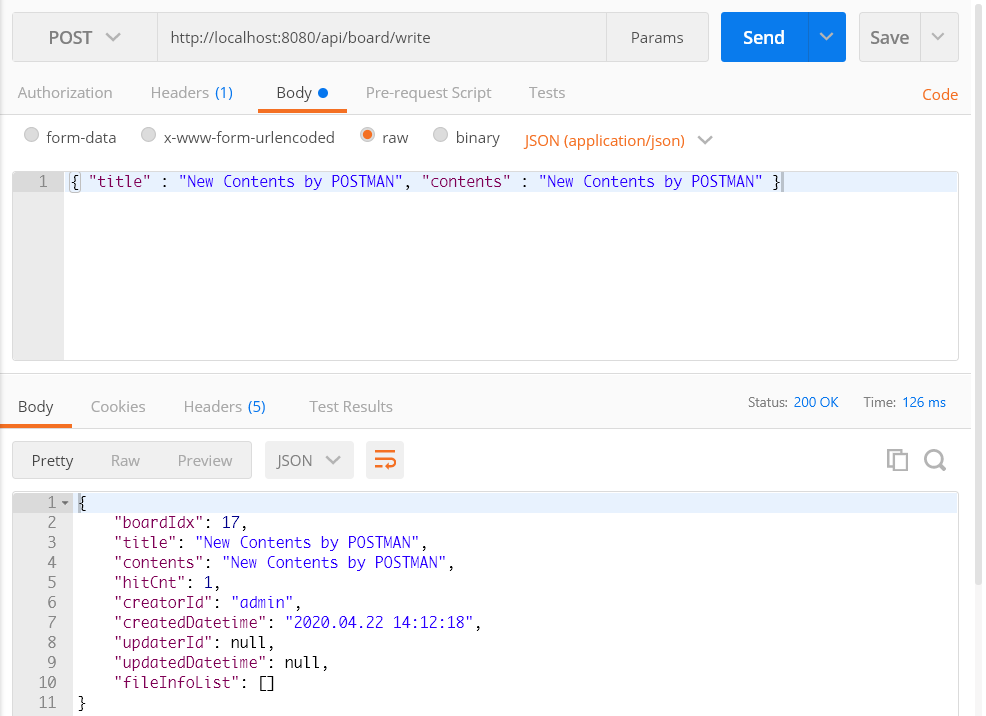 POST http://localhost:8080/api/board/write Params Send Save
Authorization Headers (1) Body Pre-request Script Tests Code
form-data x-www-form-urlencoded raw binary JSON (application/json)
1 { "title" : "New Contents by POSTMAN", "contents" : "New Contents by POSTMAN" }
Body Cookies Headers (5) Test Results Status: 200 OK Time: 126 ms
Pretty Raw Preview JSON
1 {
2 "boardIdx": 17,
3 "title": "New Contents by POSTMAN",
4 "contents": "New Contents by POSTMAN",
5 "hitCnt": 1,
6 "creatorId": "admin",
7 "createdDatetime": "2020.04.22 14:12:18",
8 "updaterId": null,
9 "updatedDatetime": null,
10 "fileInfoList": []
11 }